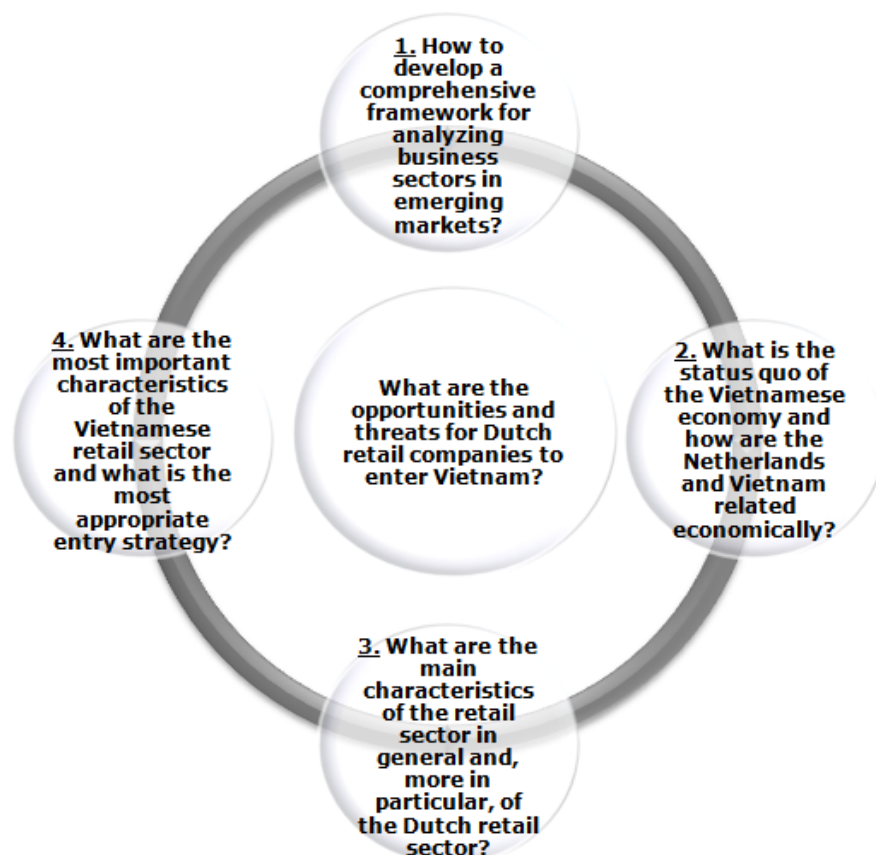 1. How to
develop a
comprehensive
framework for
analyzing
business
sectors in
emerging
markets?
What are the
opportunities and
threats for Dutch
retail companies to
enter Vietnam?
2. What is the
status quo of
the Vietnamese
economy and
how are the
Netherlands
and Vietnam
related
economically?
3. What are the
main
characteristics
of the retail
sector in
general and,
more in
particular, of
the Dutch retail
sector?
4. What are the
most important
characteristics
of the
Vietnamese
retail sector
and what is the
most
appropriate
entry strategy?